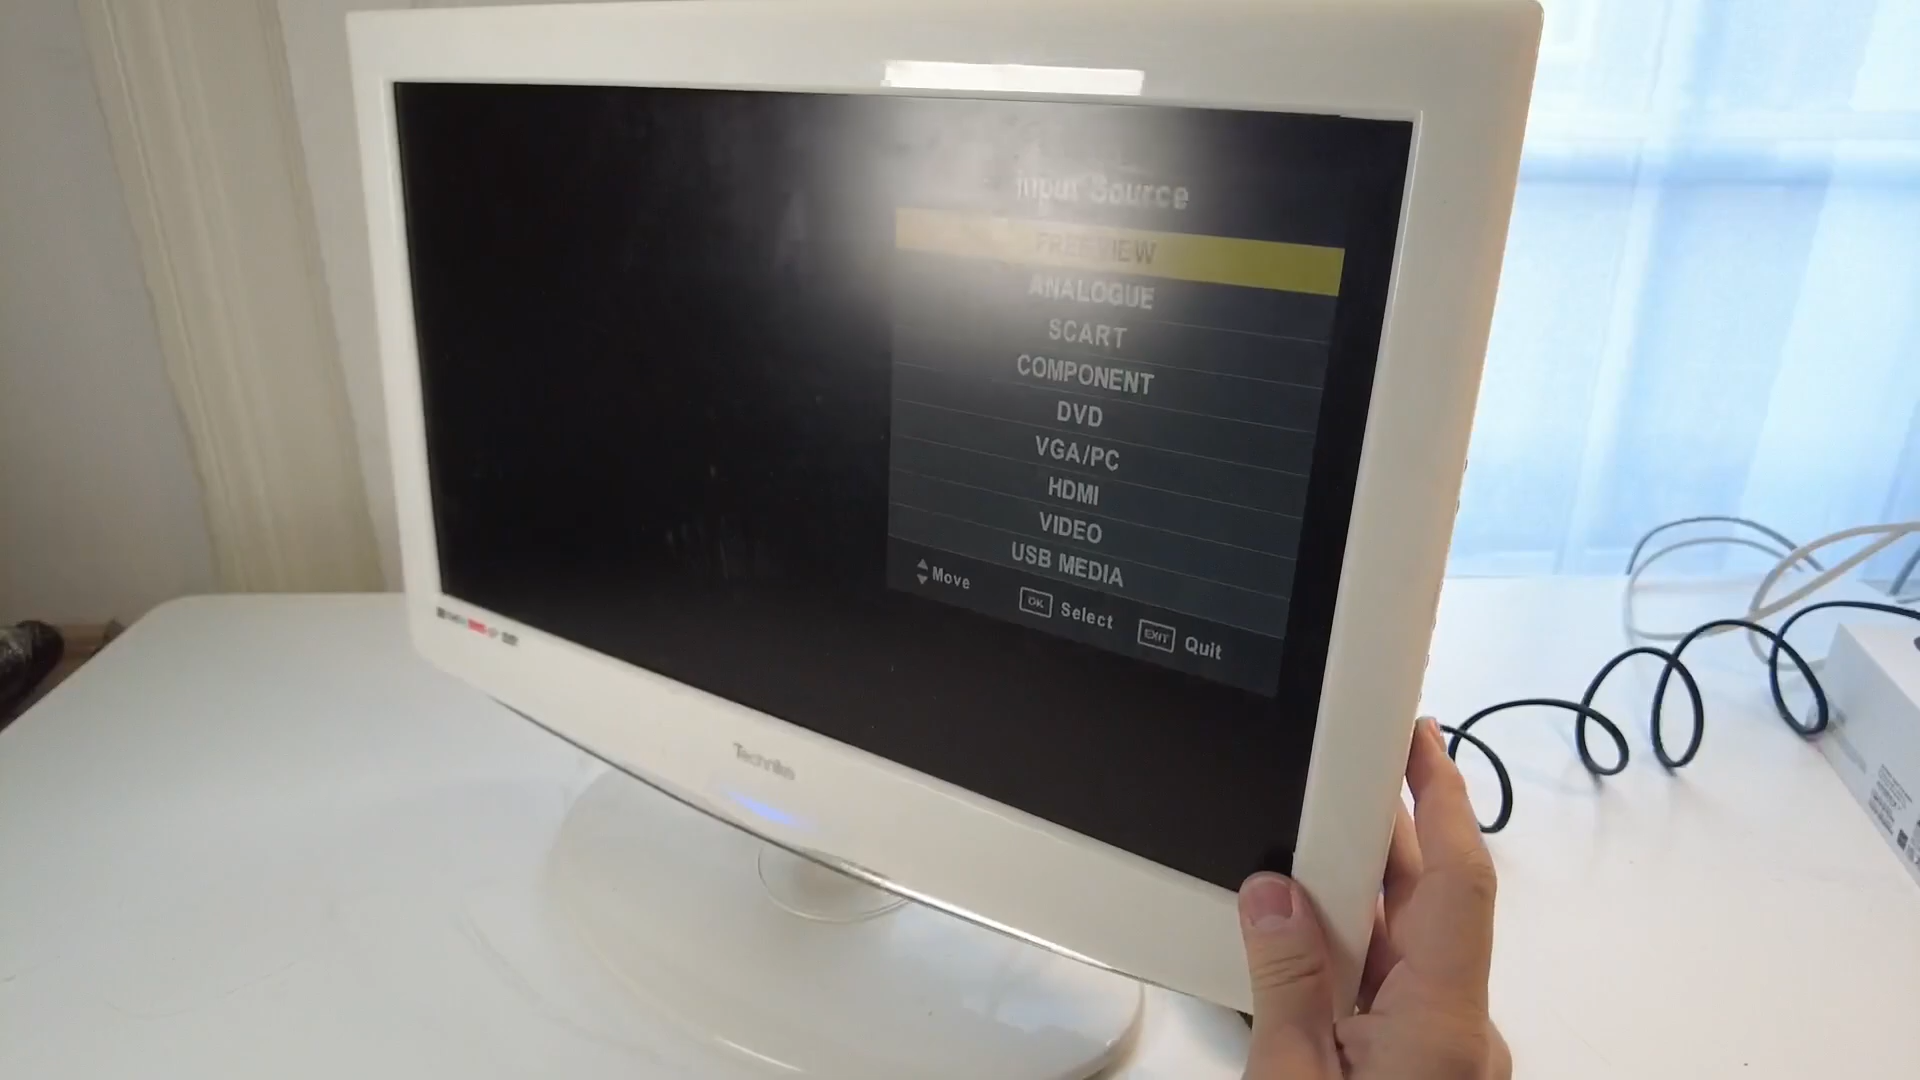 Input Source
FREEVIEW
ANALOGUE
SCART
COMPONENT
DVD
VGA/PC
HDMI
VIDEO
USB MEDIA
Move
OK Select
EXIT Quit
Technika